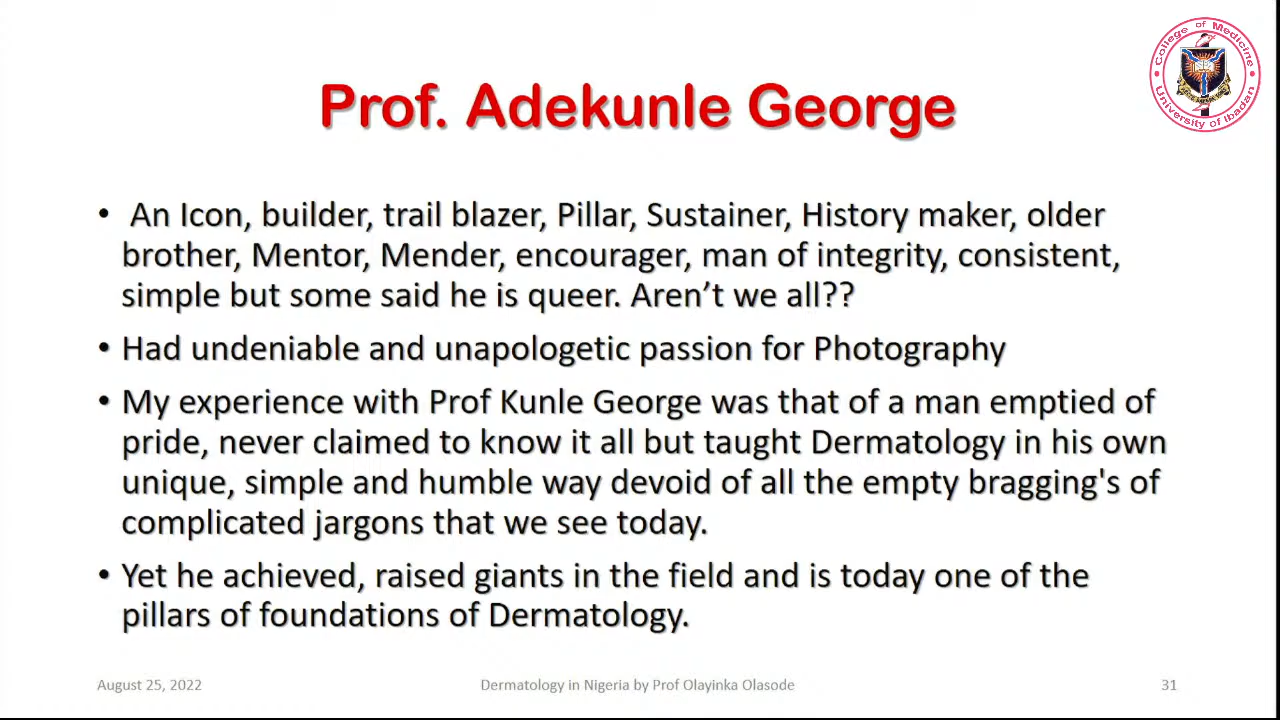 College of Medicine
University of Ibadan
Prof. Adekunle George
• An Icon, builder, trail blazer, Pillar, Sustainer, History maker, older
brother, Mentor, Mender, encourager, man of integrity, consistent,
simple but some said he is queer. Aren’t we all??
• Had undeniable and unapologetic passion for Photography
• My experience with Prof Kunle George was that of a man emptied of
pride, never claimed to know it all but taught Dermatology in his own
unique, simple and humble way devoid of all the empty bragging's of
complicated jargons that we see today.
• Yet he achieved, raised giants in the field and is today one of the
pillars of foundations of Dermatology.
August 25, 2022
Dermatology in Nigeria by Prof Olayinka Olasode
31